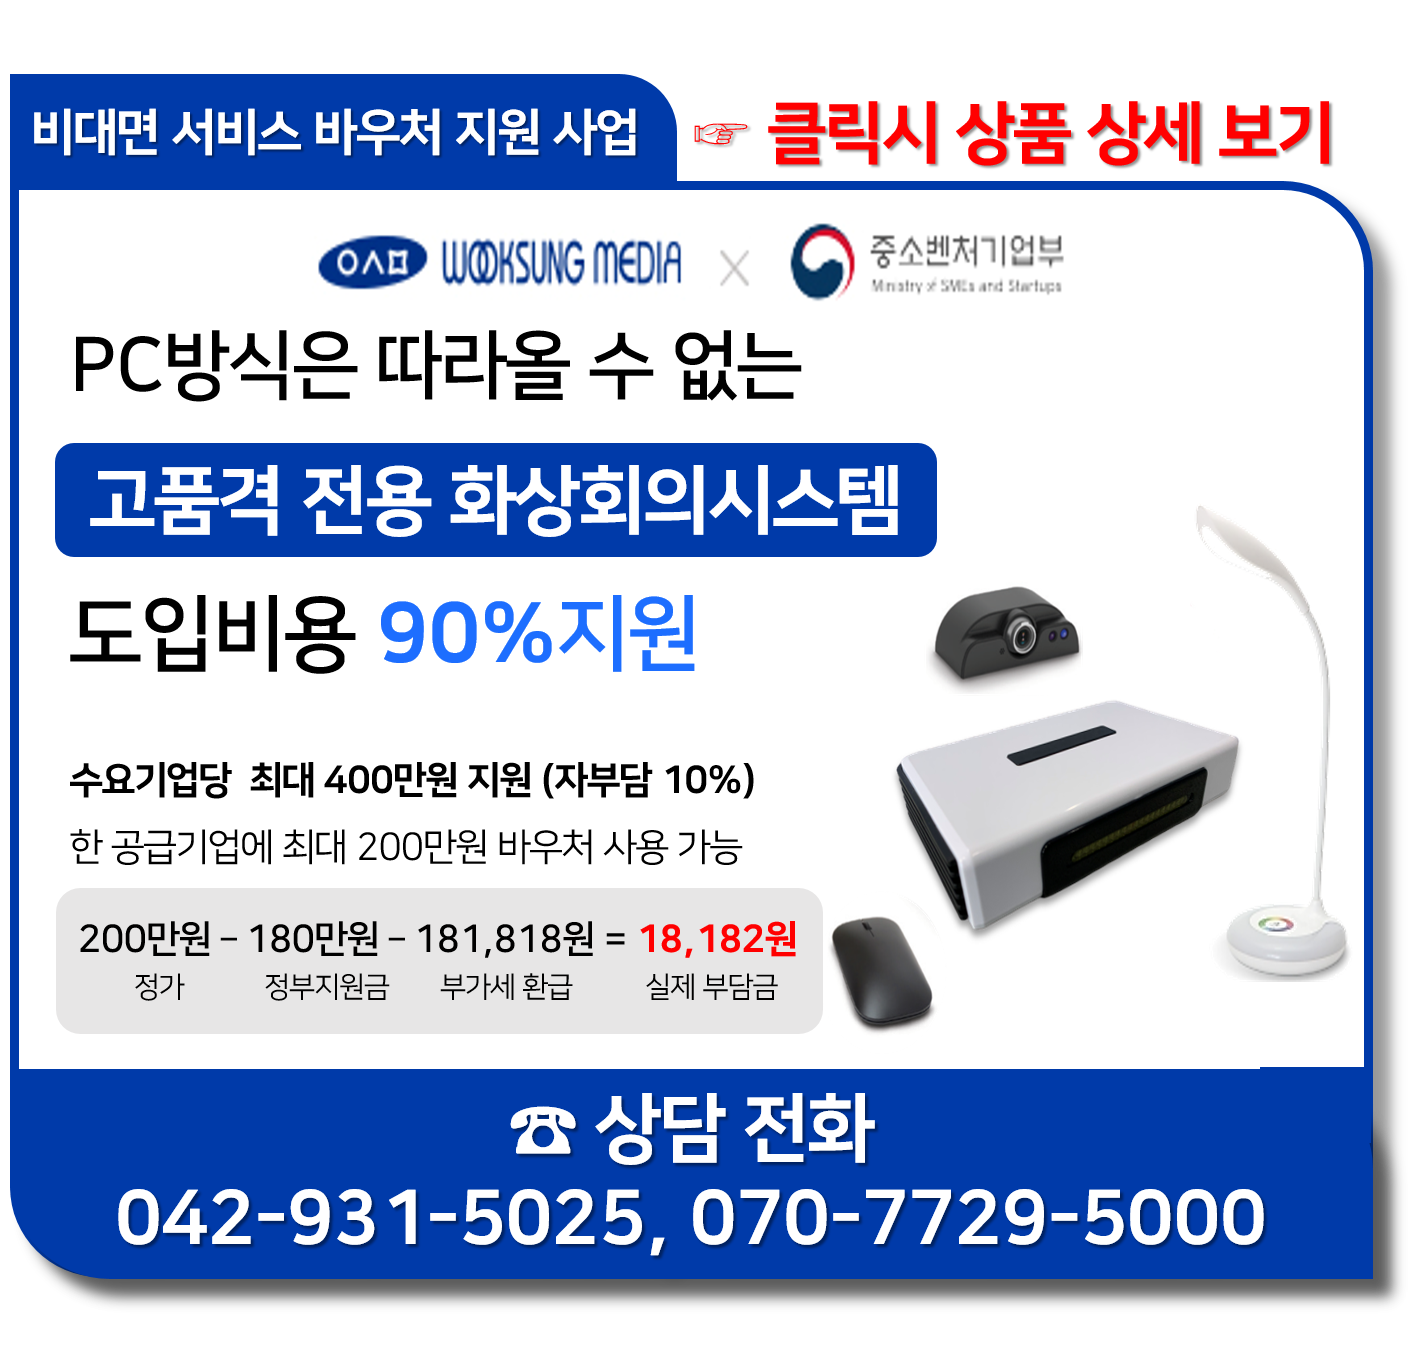 비대면 서비스 바우처 지원 사업
☞ 클릭시 상품 상세 보기
ㅇㅅㅁ WOOKSUNG MEDIA X 중소벤처기업부
Ministry of SMEs and Startups
PC방식은 따라올 수 없는
고품격 전용 화상회의시스템
도입비용 90%지원
수요기업당 최대 400만원 지원 (자부담 10%)
한 공급기업에 최대 200만원 바우처 사용 가능
200만원 – 180만원 – 181,818원 = 18,182원
정가 정부지원금 부가세 환급 실제 부담금
☎ 상담 전화
042-931-5025, 070-7729-5000